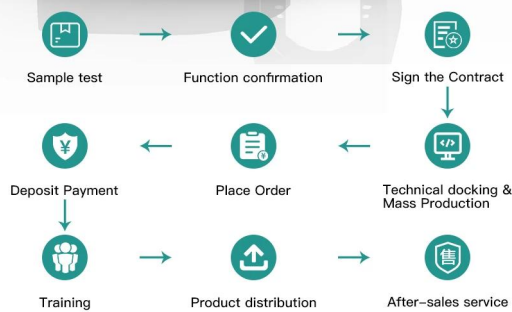 Sample test
Function confirmation
Sign the Contract
</>
Technical docking &
Mass Production
¥
Place Order
¥
Deposit Payment
Training
Product distribution
售
After-sales service